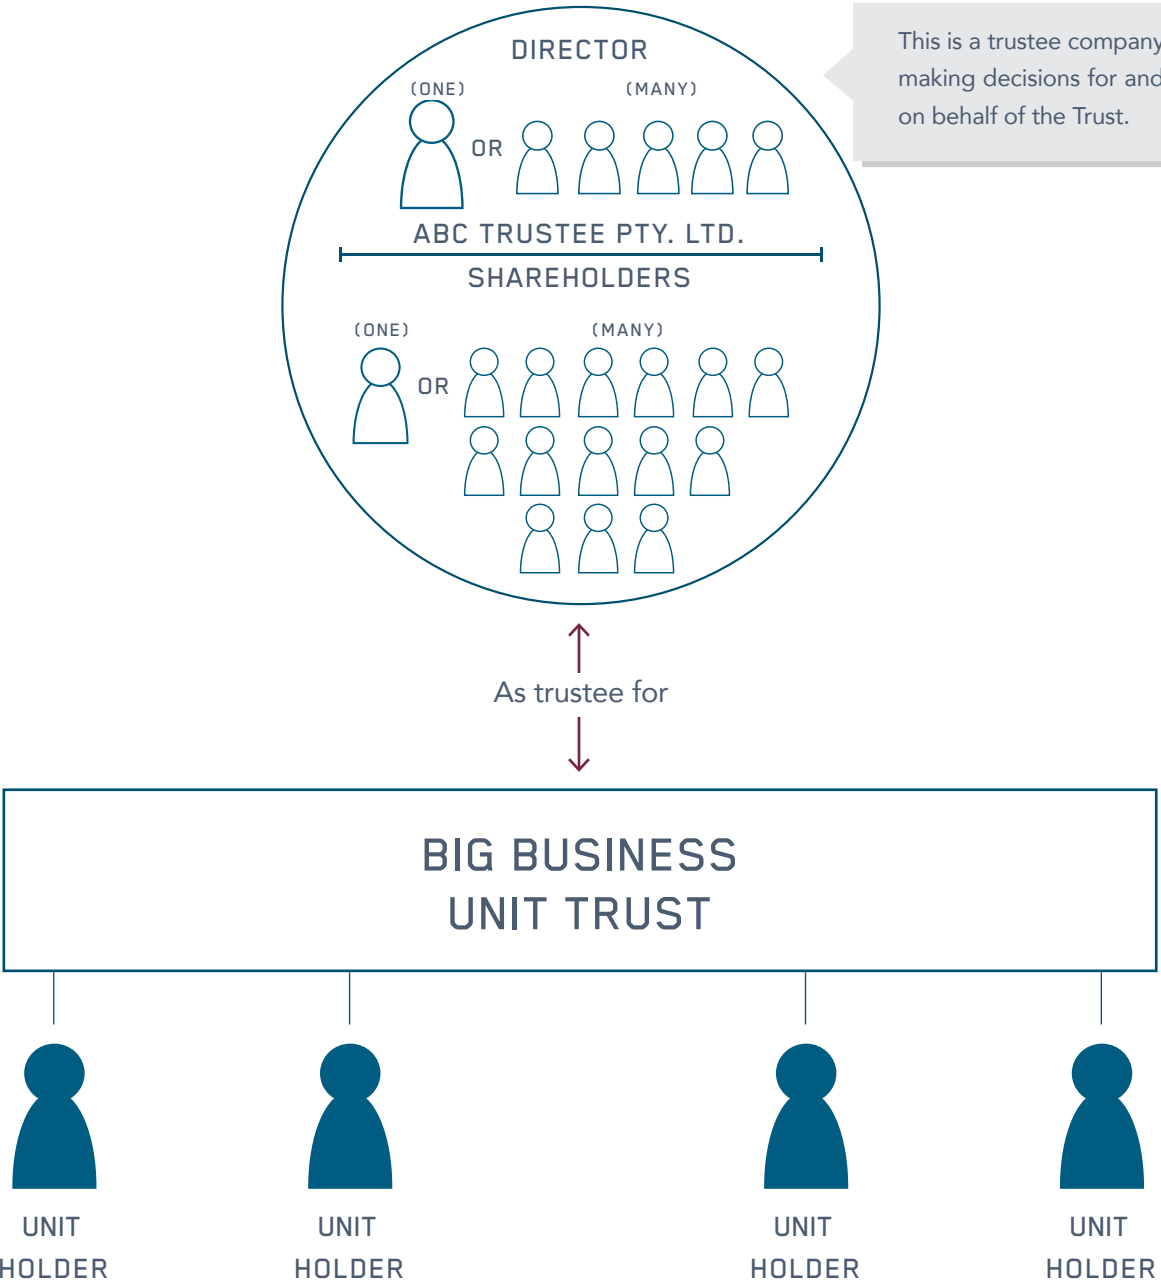 DIRECTOR
(ONE)
(MANY)
OR
ABC TRUSTEE PTY. LTD.
SHAREHOLDERS
(ONE)
(MANY)
OR
This is a trustee company
making decisions for and
on behalf of the Trust.
As trustee for
BIG BUSINESS
UNIT TRUST
UNIT
HOLDER
UNIT
HOLDER
UNIT
HOLDER
UNIT
HOLDER